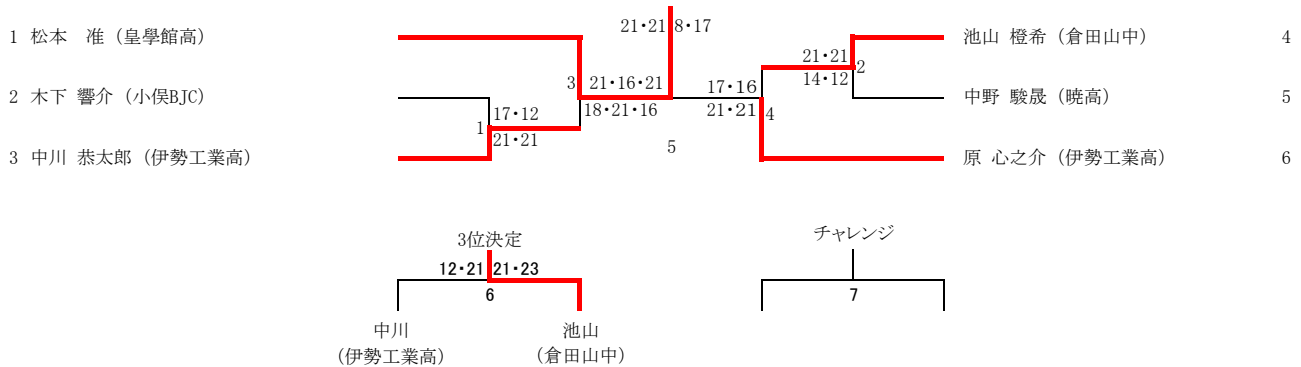 21・21 8・17
1 松本　准（皇學館高）
池山 橙希（倉田山中） 4
21・21
2
14・12
3 21・16・21
18・21・16
17・16
21・21 4
2 木下 響介（小俣BJC）
中野 駿晟（暁高） 5
17・12
1
21・21
5
3 中川 恭太郎（伊勢工業高）
原 心之介（伊勢工業高） 6
3位決定
チャレンジ
12・21 21・23
6
7
中川
（伊勢工業高）
池山
（倉田山中）